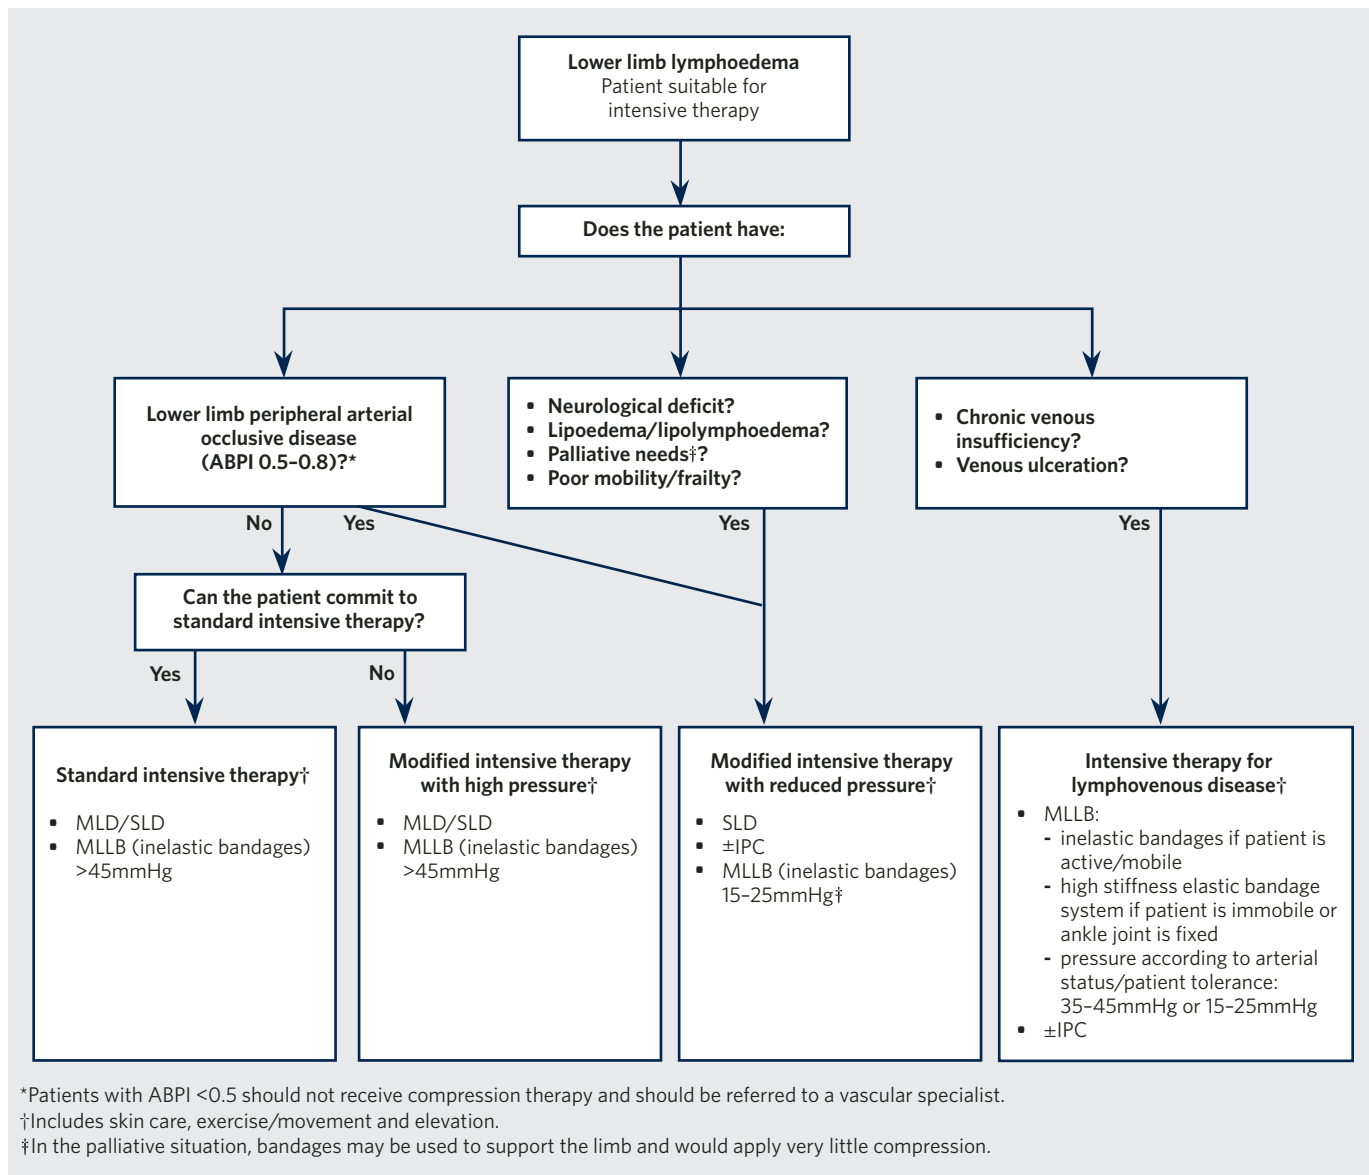 Lower limb lymphoedema
Patient suitable for
intensive therapy
Does the patient have:
Lower limb peripheral arterial
occlusive disease
(ABPI 0.5–0.8)?*
▪ Neurological deficit?
▪ Lipoedema/lipolymphoedema?
▪ Palliative needs‡?
▪ Poor mobility/frailty?
▪ Chronic venous
insufficiency?
▪ Venous ulceration?
No
Yes
Yes
Yes
Can the patient commit to
standard intensive therapy?
Yes
No
Standard intensive therapy†
▪ MLD/SLD
▪ MLLB (inelastic bandages)
>45mmHg
Modified intensive therapy
with high pressure†
▪ MLD/SLD
▪ MLLB (inelastic bandages)
>45mmHg
Modified intensive therapy
with reduced pressure†
▪ SLD
▪ ±IPC
▪ MLLB (inelastic bandages)
15–25mmHg‡
Intensive therapy for
lymphovenous disease†
▪ MLLB:
- inelastic bandages if patient is
active/mobile
- high stiffness elastic bandage
system if patient is immobile or
ankle joint is fixed
- pressure according to arterial
status/patient tolerance:
35–45mmHg or 15–25mmHg
▪ ±IPC
*Patients with ABPI <0.5 should not receive compression therapy and should be referred to a vascular specialist.
†Includes skin care, exercise/movement and elevation.
‡In the palliative situation, bandages may be used to support the limb and would apply very little compression.